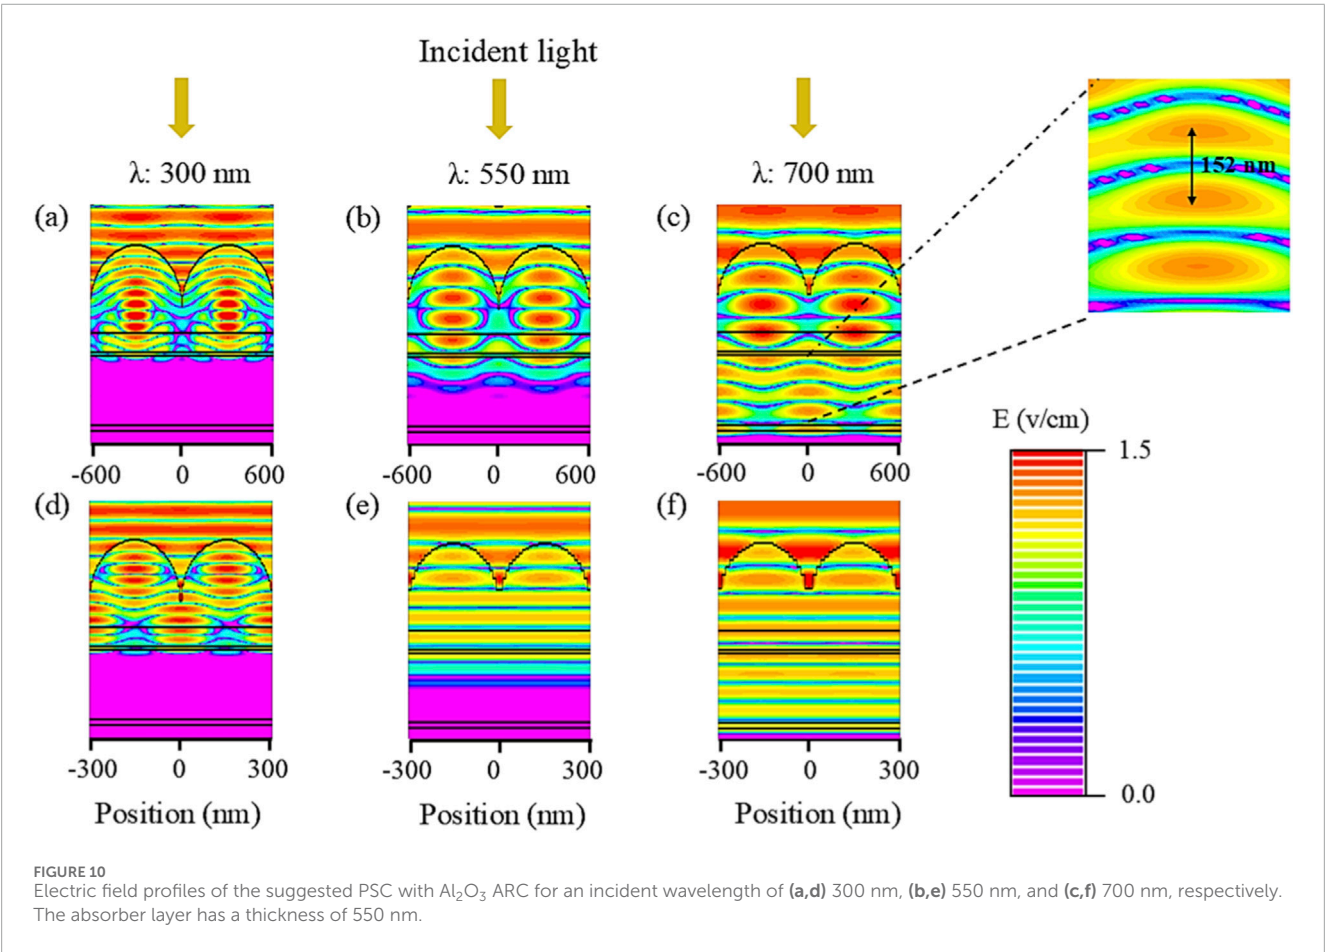 Incident light
λ: 300 nm
λ: 550 nm
λ: 700 nm
152 nm
(a)
(b)
(c)
-600 0 600
-600 0 600
-600 0 600
E (v/cm)
1.5
0.0
(d)
(e)
(f)
-300 0 300
-300 0 300
-300 0 300
Position (nm)
Position (nm)
Position (nm)
FIGURE 10
Electric field profiles of the suggested PSC with Al₂O₃ ARC for an incident wavelength of (a,d) 300 nm, (b,e) 550 nm, and (c,f) 700 nm, respectively.
The absorber layer has a thickness of 550 nm.